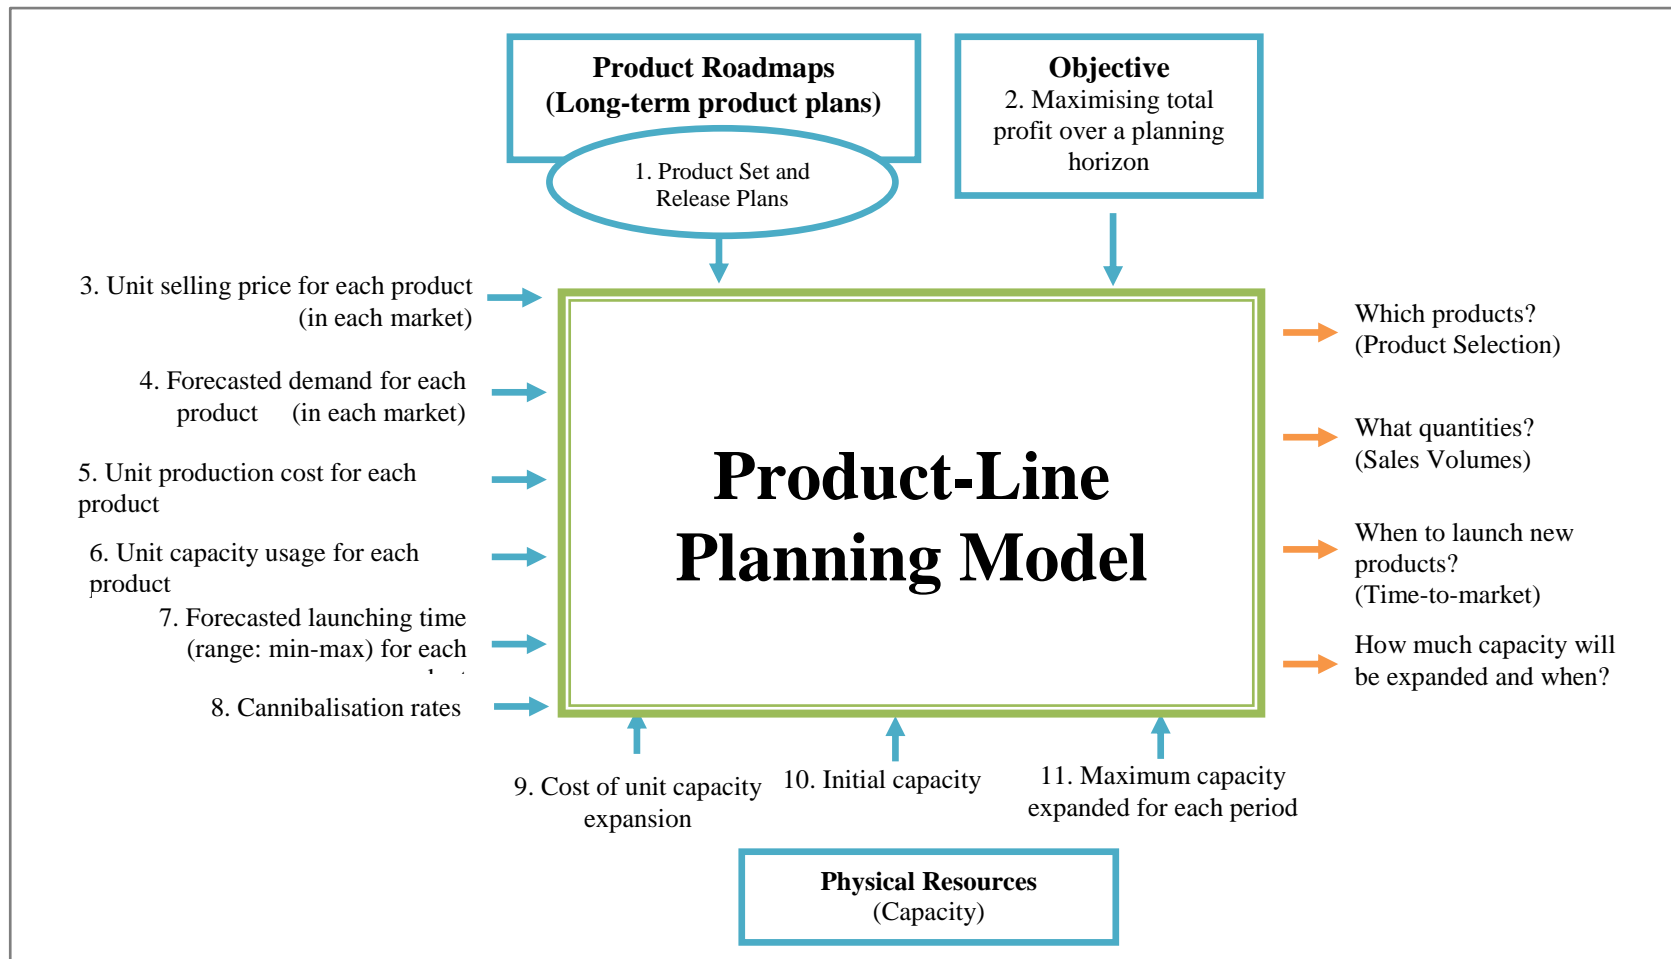 Product Roadmaps
(Long-term product plans)
1. Product Set and
Release Plans
Objective
2. Maximising total
profit over a planning
horizon
3. Unit selling price for each product
(in each market)
4. Forecasted demand for each
product (in each market)
5. Unit production cost for each
product
6. Unit capacity usage for each
product
7. Forecasted launching time
(range: min-max) for each
8. Cannibalisation rates
Product-Line
Planning Model
Which products?
(Product Selection)
What quantities?
(Sales Volumes)
When to launch new
products?
(Time-to-market)
How much capacity will
be expanded and when?
9. Cost of unit capacity
expansion
10. Initial capacity
11. Maximum capacity
expanded for each period
Physical Resources
(Capacity)